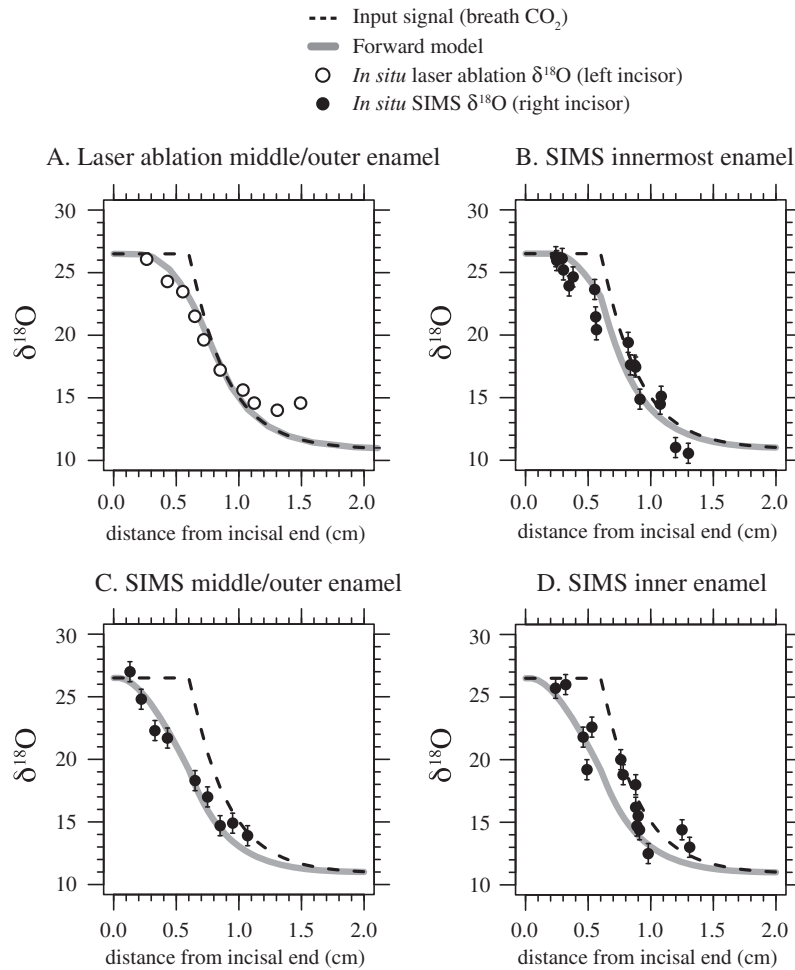 Input signal (breath CO₂)
Forward model
In situ laser ablation δ¹⁸O (left incisor)
In situ SIMS δ¹⁸O (right incisor)
A. Laser ablation middle/outer enamel
30
25
20
15
10
δ¹⁸O
0.0 0.5 1.0 1.5 2.0
distance from incisal end (cm)
B. SIMS innermost enamel
30
25
20
15
10
δ¹⁸O
0.0 0.5 1.0 1.5 2.0
distance from incisal end (cm)
C. SIMS middle/outer enamel
30
25
20
15
10
δ¹⁸O
0.0 0.5 1.0 1.5 2.0
distance from incisal end (cm)
D. SIMS inner enamel
30
25
20
15
10
δ¹⁸O
0.0 0.5 1.0 1.5 2.0
distance from incisal end (cm)